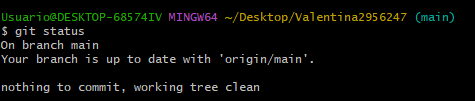 Usuario@DESKTOP-68574IV MINGW64 ~/Desktop/Valentina2956247 (main)
$ git status
On branch main
Your branch is up to date with 'origin/main'.
nothing to commit, working tree clean